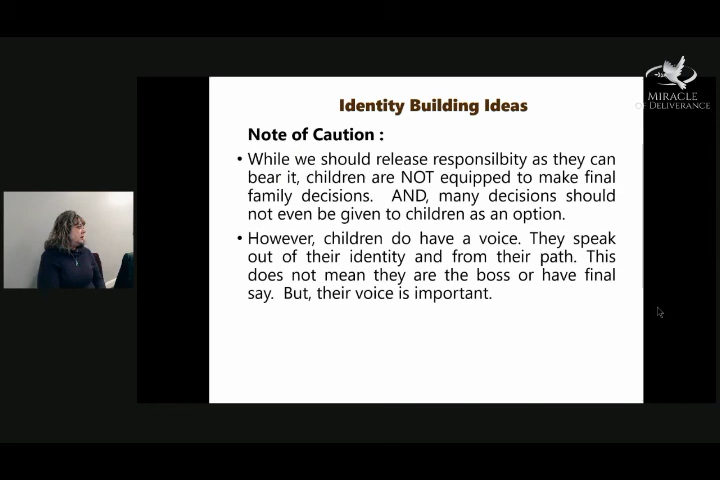 Identity Building Ideas
MIRACLE
OF DELIVERANCE
Note of Caution :
• While we should release responsilbity as they can
bear it, children are NOT equipped to make final
family decisions. AND, many decisions should
not even be given to children as an option.
• However, children do have a voice. They speak
out of their identity and from their path. This
does not mean they are the boss or have final
say. But, their voice is important.